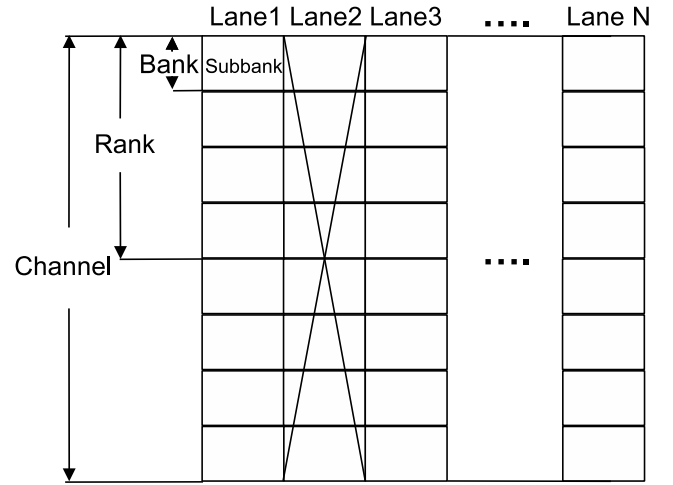 Lane1 Lane2 Lane3 .... Lane N
Bank Subbank
Rank
Channel ....